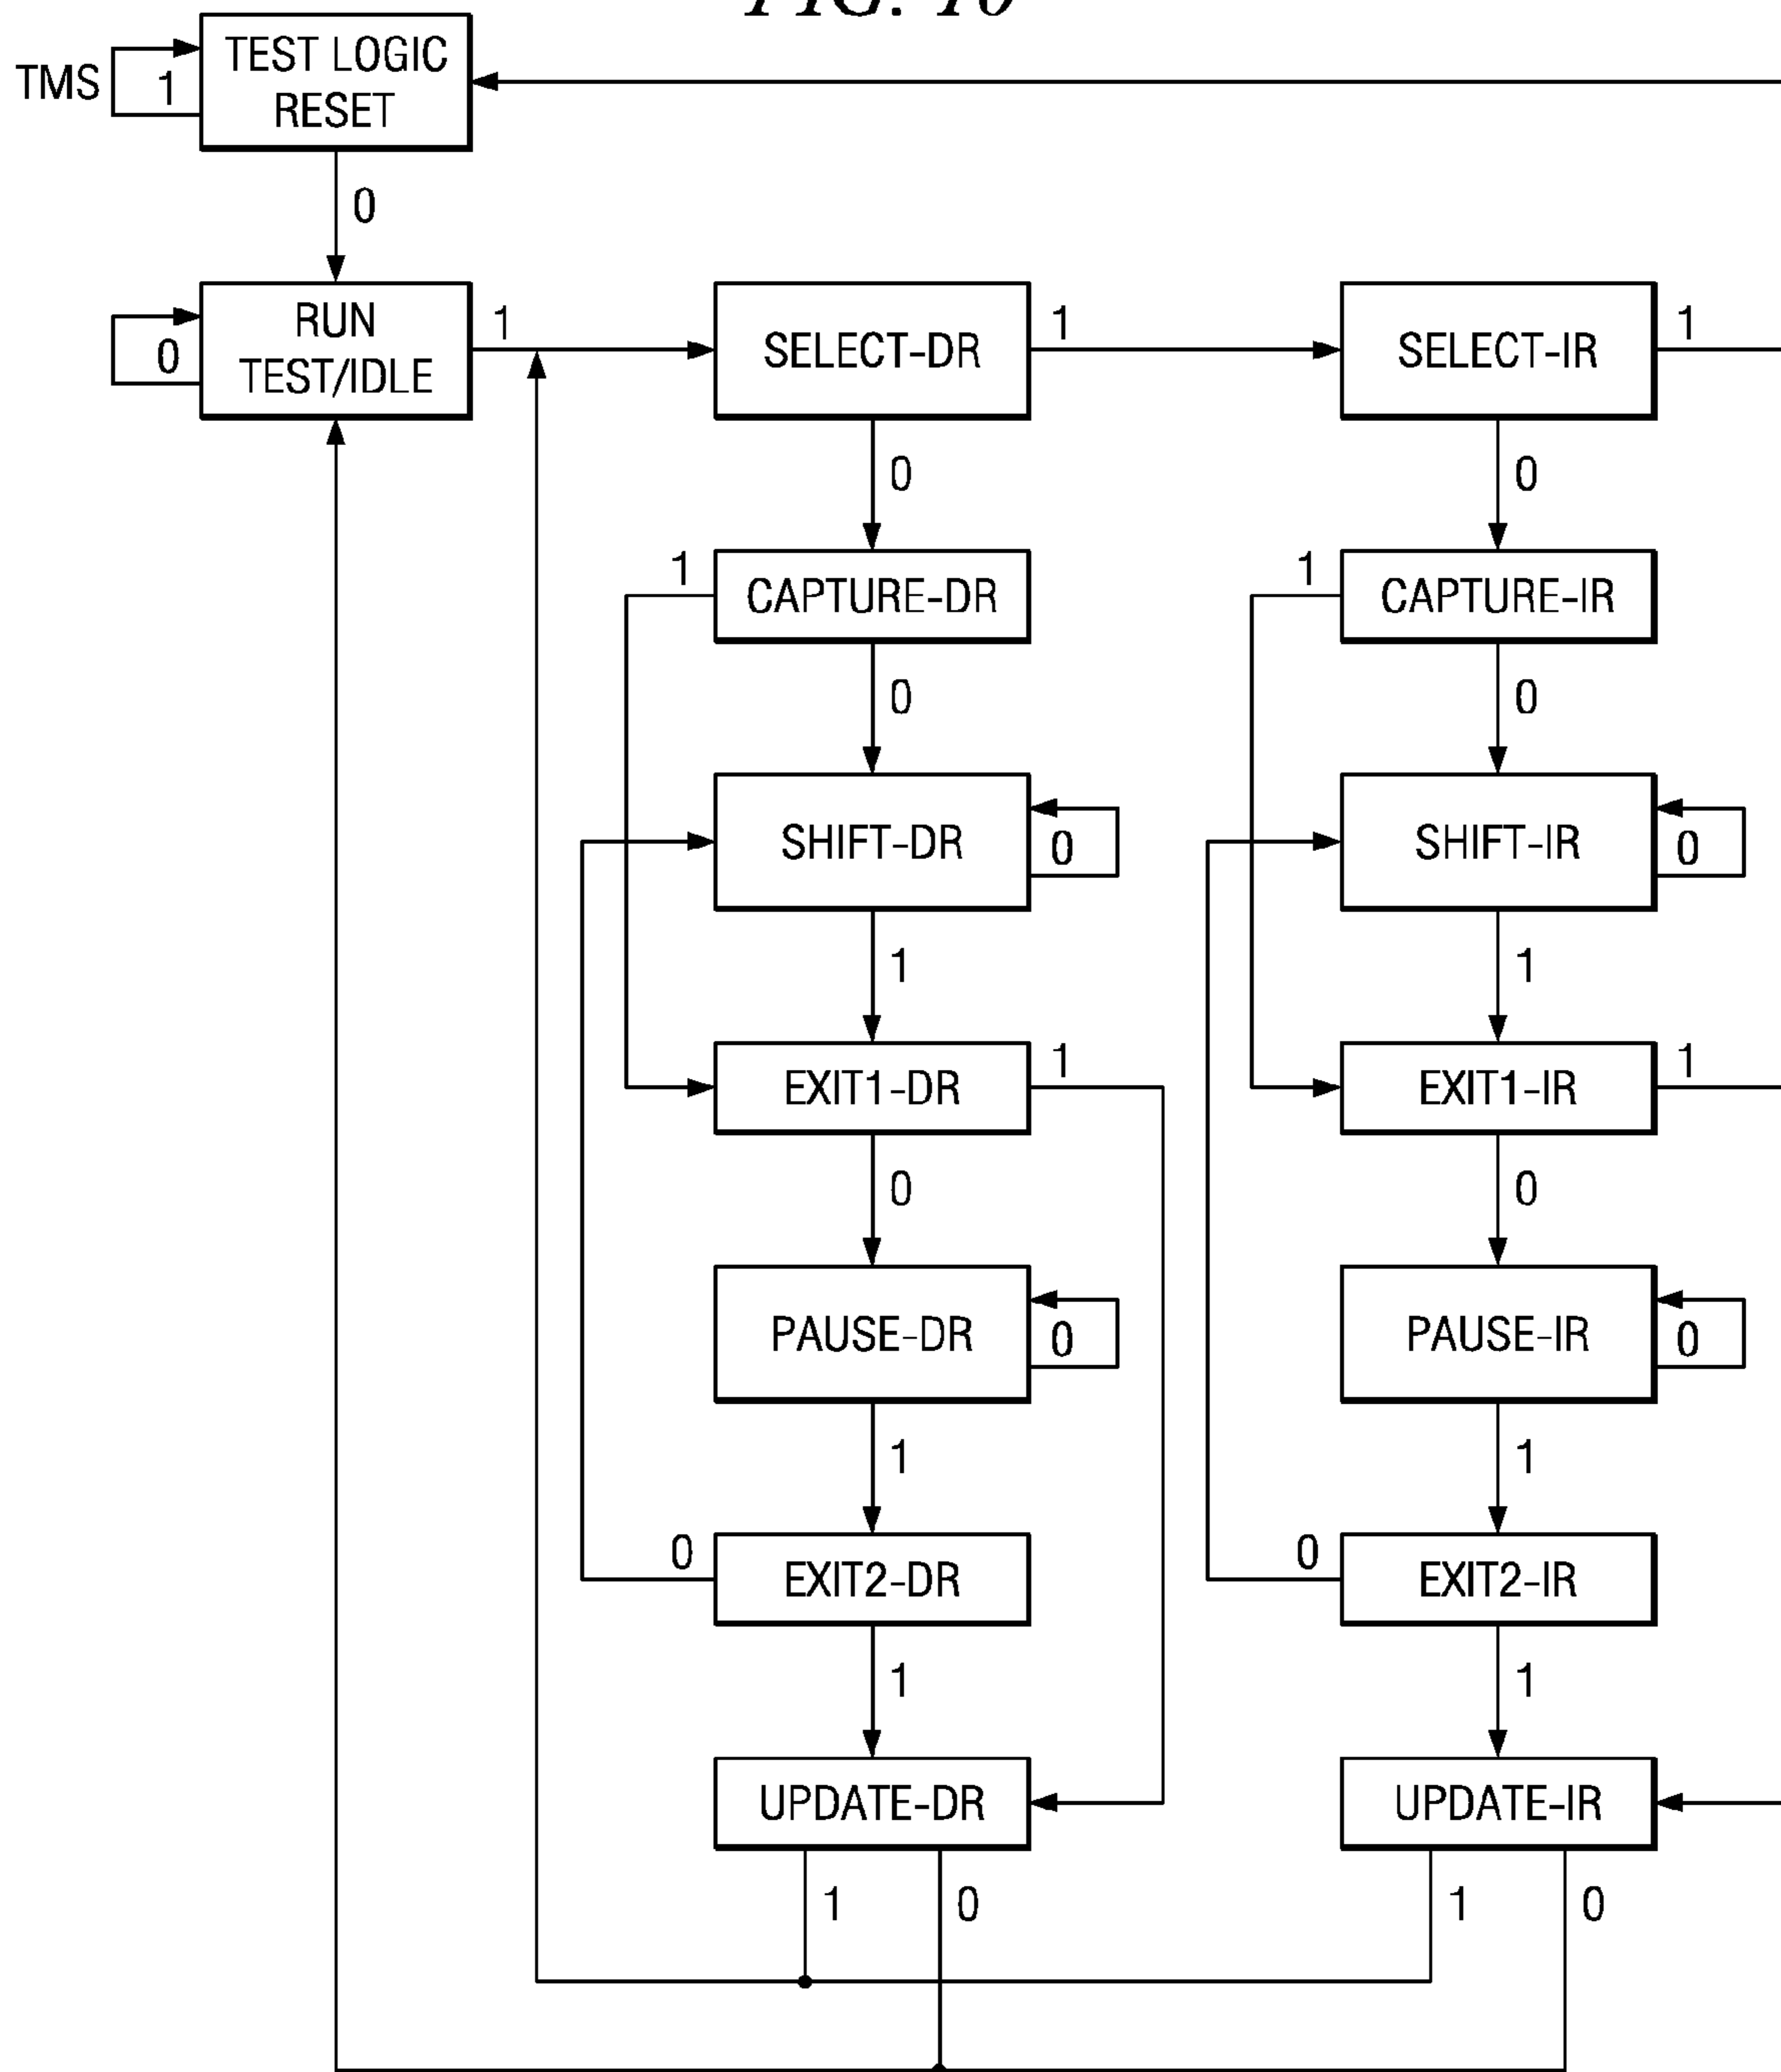 FIG.
TEST LOGIC
RESET
TMS
1
0
RUN
TEST/IDLE
0
1
SELECT-DR
1
SELECT-IR
1
0
0
1
CAPTURE-DR
1
CAPTURE-IR
0
0
SHIFT-DR
0
SHIFT-IR
0
1
1
EXIT1-DR
1
EXIT1-IR
1
0
0
PAUSE-DR
0
PAUSE-IR
0
1
1
0
EXIT2-DR
0
EXIT2-IR
1
1
UPDATE-DR
UPDATE-IR
1
0
1
0